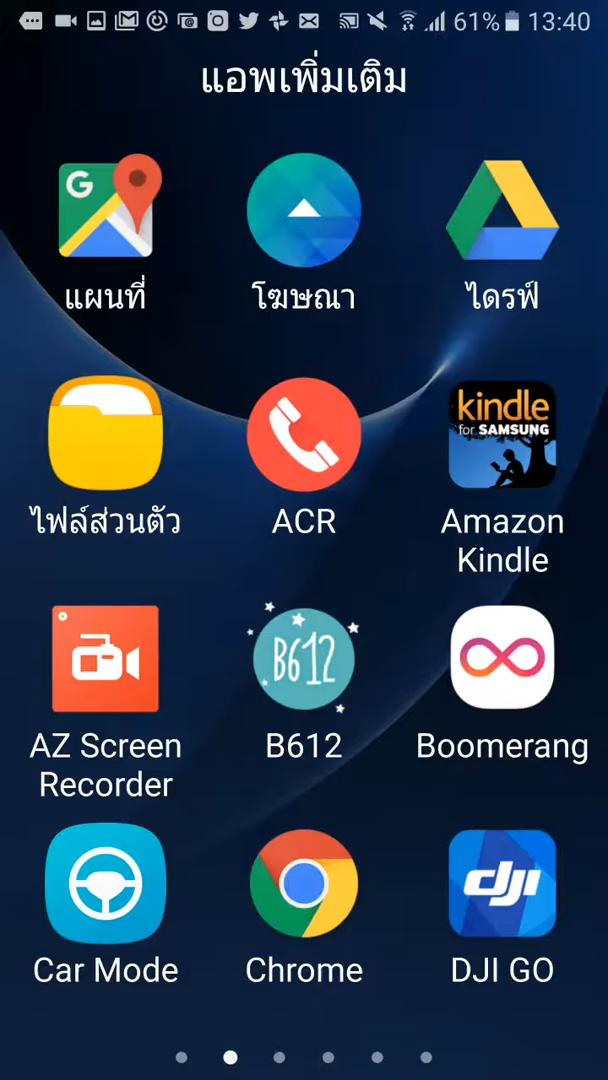 61% 13:40
แอพเพิ่มเติม
G
แผนที่ โฆษณา ไดรฟ์
kindle
for SAMSUNG
ไฟล์ส่วนตัว ACR Amazon
Kindle
B612
AZ Screen B612 Boomerang
Recorder
dji
Car Mode Chrome DJI GO